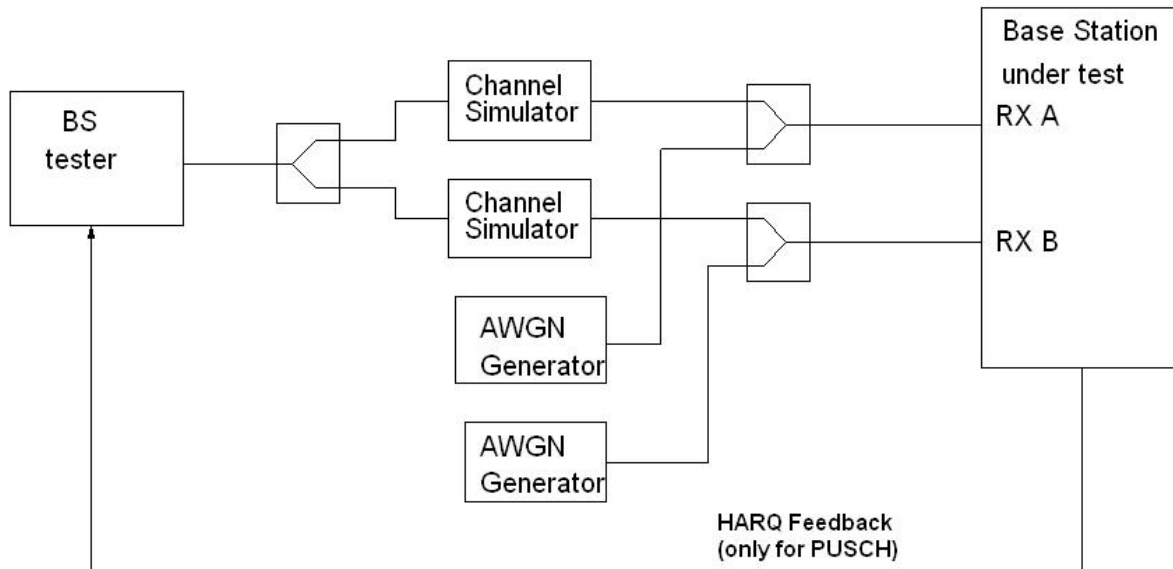 BS
tester
Channel
Simulator
Channel
Simulator
AWGN
Generator
AWGN
Generator
Base Station
under test
RX A
RX B
HARQ Feedback
(only for PUSCH)